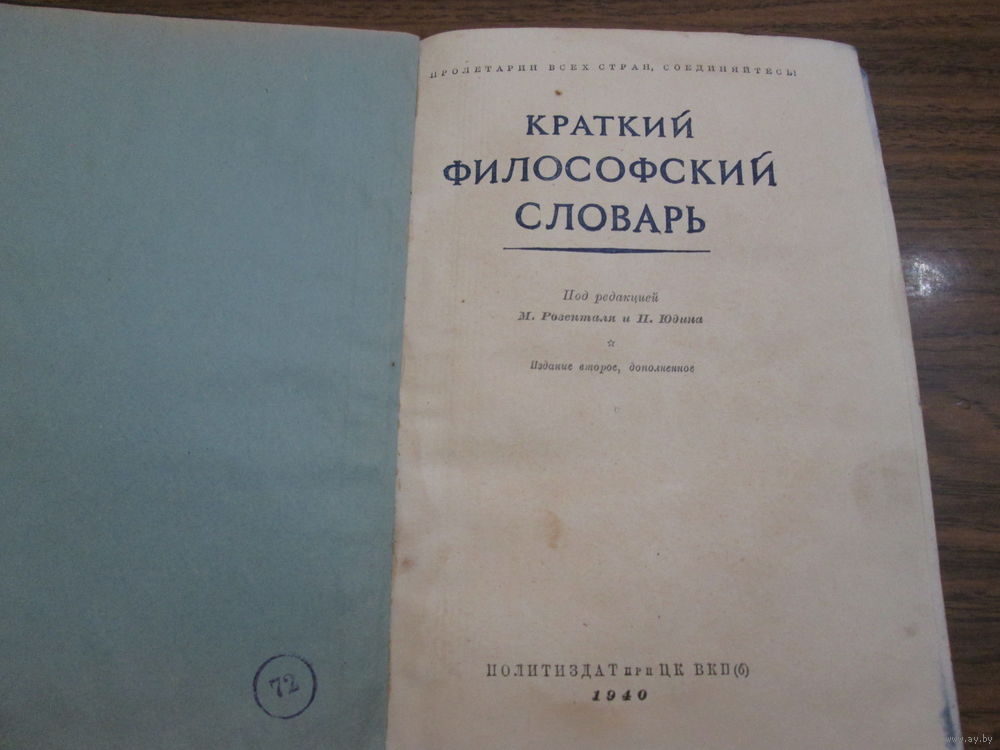 ПРОЛЕТАРИИ ВСЕХ СТРАН, СОЕДИНЯЙТЕСЬ!
КРАТКИЙ
ФИЛОСОФСКИЙ
СЛОВАРЬ
Под редакцией
М. Розенталя и П. Юдина
Издание второе, дополненное
ПОЛИТИЗДАТ при ЦК ВКП(б)
1940
72
www.ay.by